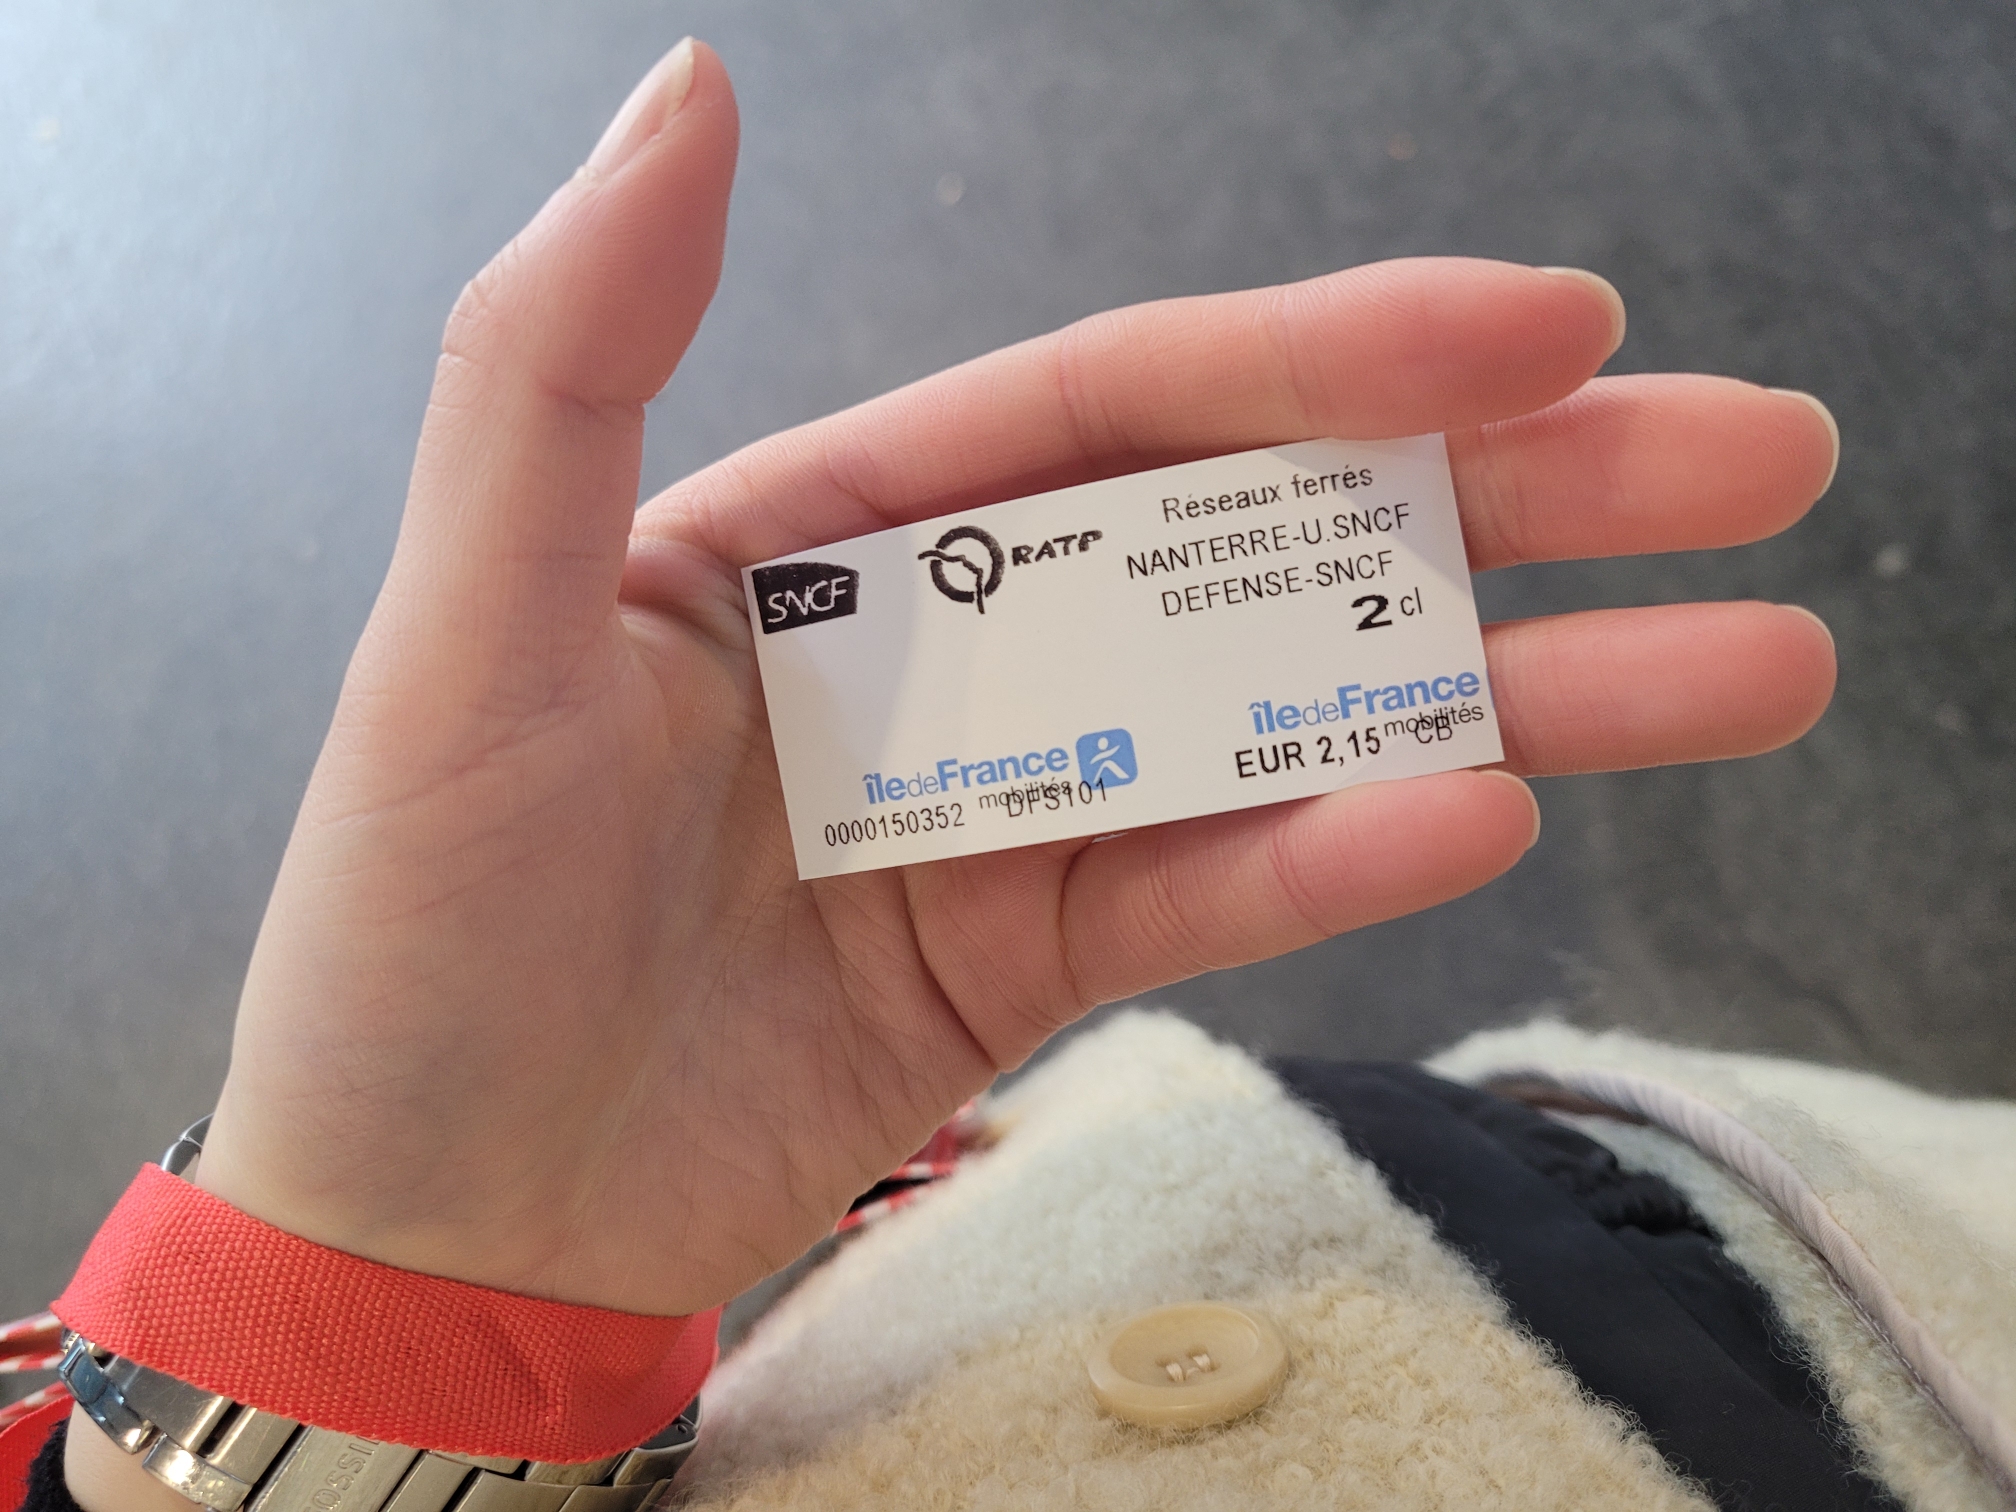 SNCF
RATP
Réseaux ferrés
NANTERRE-U.SNCF
DEFENSE-SNCF
2 cl
îledeFrance
mobilités
EUR 2,15 CB
îledeFrance
mobilités
0000150352 DFS101
FOSSIL